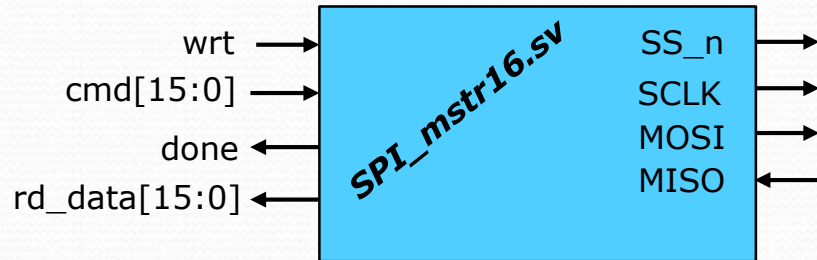 wrt
cmd[15:0]
done
rd_data[15:0]
SPI_mstr16.sv
SS_n
SCLK
MOSI
MISO